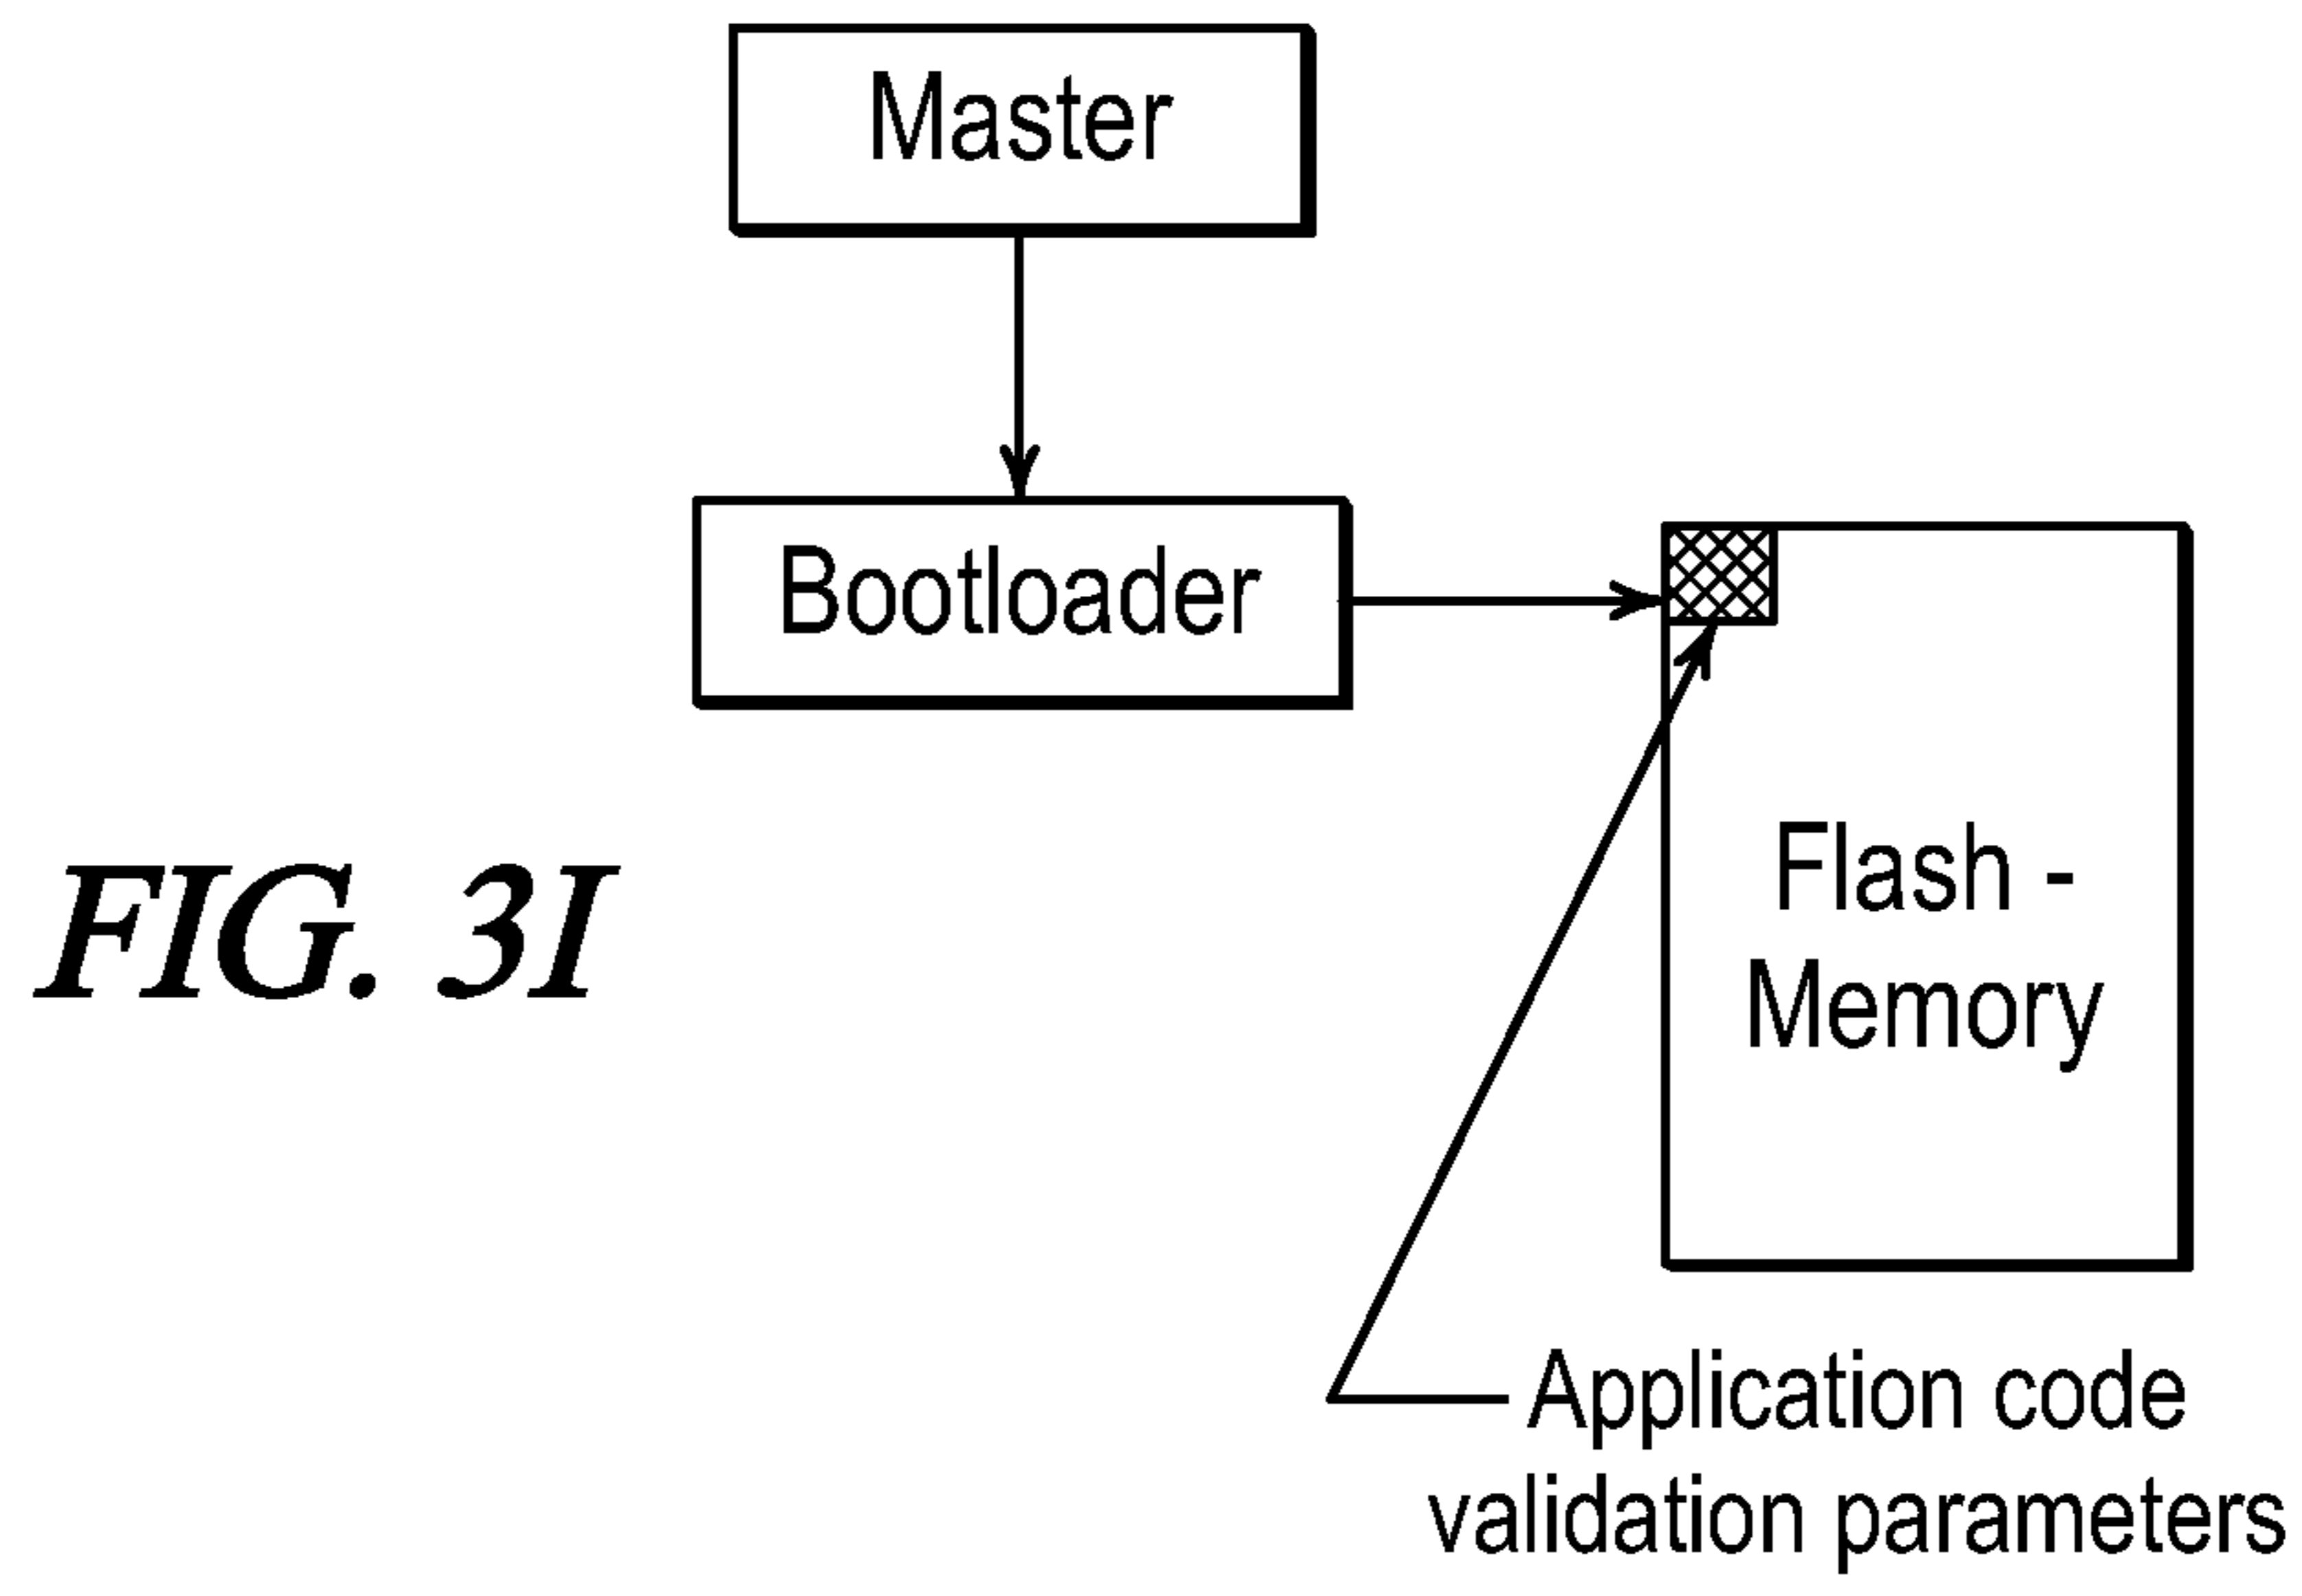 Master
Bootloader
Flash -
Memory
FIG. 3I
Application code
validation parameters